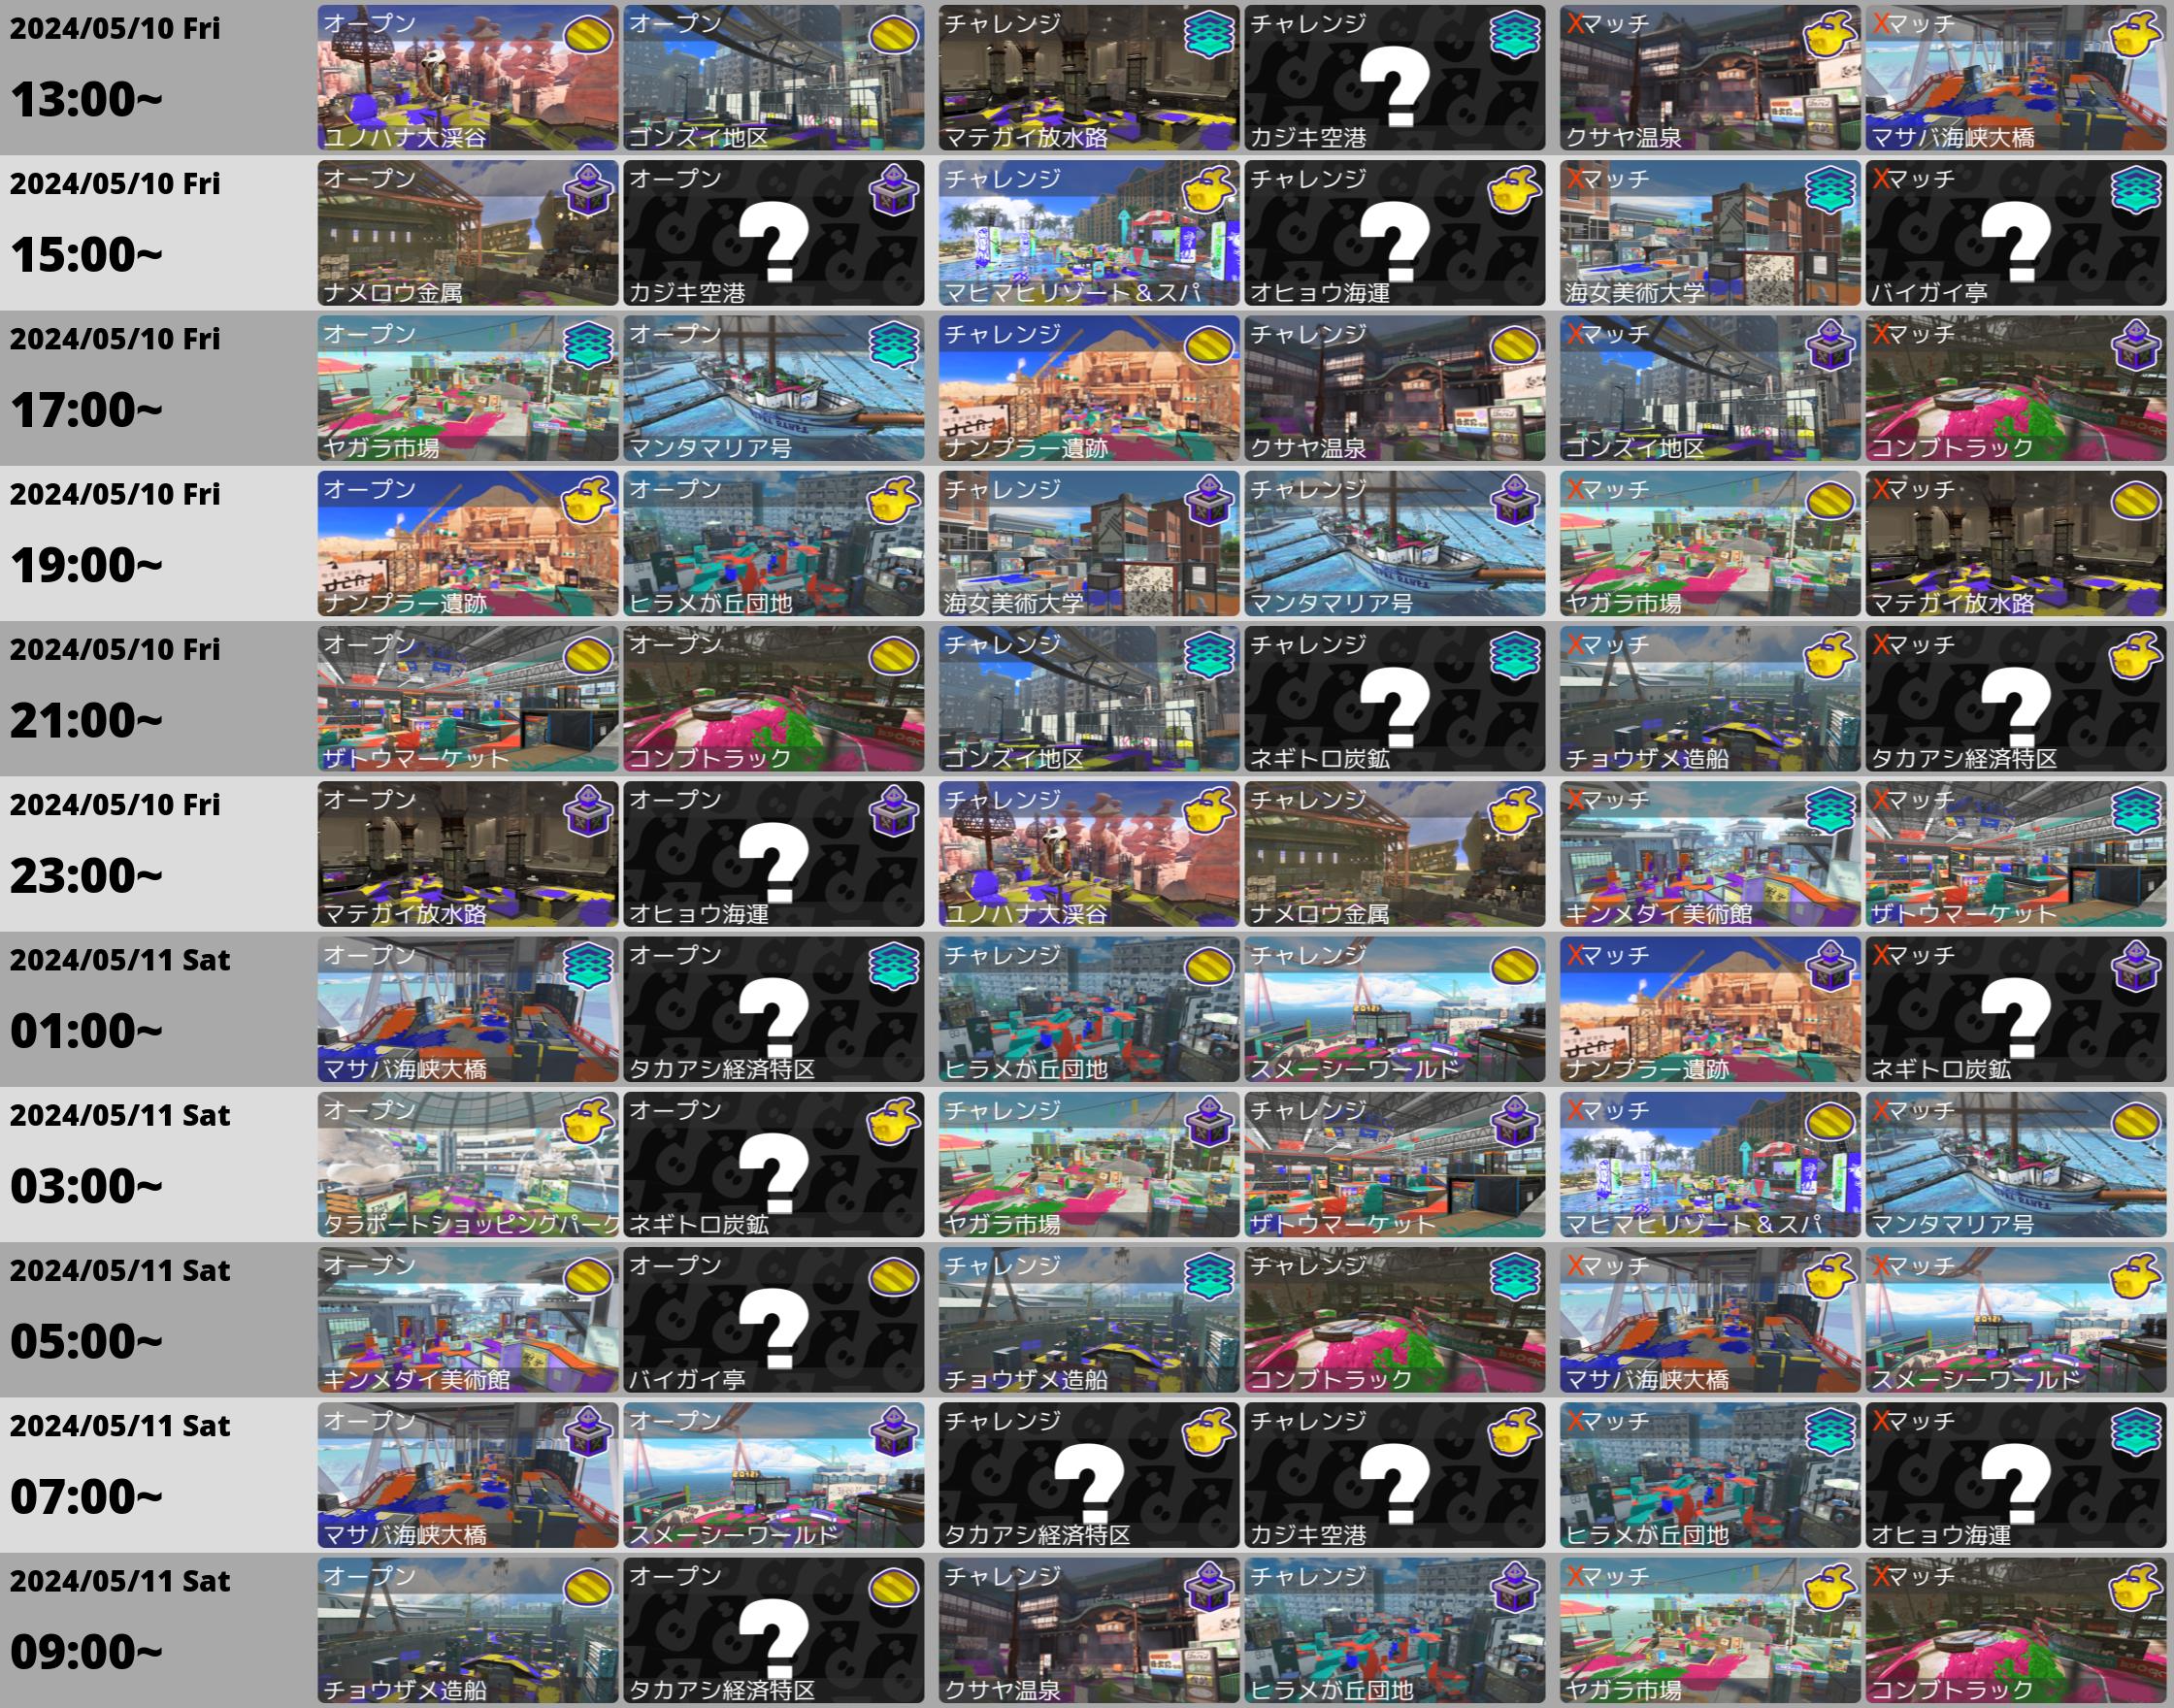 2024/05/10 Fri
13:00~
オープン
ユノハナ大渓谷
オープン
ゴンズイ地区
チャレンジ
マテガイ放水路
チャレンジ
?
カジキ空港
Xマッチ
クサヤ温泉
Xマッチ
マサバ海峡大橋
2024/05/10 Fri
15:00~
オープン
ナメロウ金属
オープン
?
カジキ空港
チャレンジ
マヒマヒリゾート&スパ
チャレンジ
?
オヒョウ海運
Xマッチ
海女美術大学
Xマッチ
?
バイガイ亭
2024/05/10 Fri
17:00~
オープン
ヤガラ市場
オープン
マンタマリア号
チャレンジ
ナンプラー遺跡
チャレンジ
クサヤ温泉
Xマッチ
ゴンズイ地区
Xマッチ
コンブトラック
2024/05/10 Fri
19:00~
オープン
ナンプラー遺跡
オープン
ヒラメが丘団地
チャレンジ
海女美術大学
チャレンジ
マンタマリア号
Xマッチ
ヤガラ市場
Xマッチ
マテガイ放水路
2024/05/10 Fri
21:00~
オープン
ザトウマーケット
オープン
コンブトラック
チャレンジ
ゴンズイ地区
チャレンジ
?
ネギトロ炭鉱
Xマッチ
チョウザメ造船
Xマッチ
?
タカアシ経済特区
2024/05/10 Fri
23:00~
オープン
マテガイ放水路
オープン
?
オヒョウ海運
チャレンジ
ユノハナ大渓谷
チャレンジ
ナメロウ金属
Xマッチ
キンメダイ美術館
Xマッチ
ザトウマーケット
2024/05/11 Sat
01:00~
オープン
マサバ海峡大橋
オープン
?
タカアシ経済特区
チャレンジ
ヒラメが丘団地
チャレンジ
スメーシーワールド
Xマッチ
ナンプラー遺跡
Xマッチ
?
ネギトロ炭鉱
2024/05/11 Sat
03:00~
オープン
タラポートショッピングパーク
オープン
?
ネギトロ炭鉱
チャレンジ
ヤガラ市場
チャレンジ
ザトウマーケット
Xマッチ
マヒマヒリゾート&スパ
Xマッチ
マンタマリア号
2024/05/11 Sat
05:00~
オープン
キンメダイ美術館
オープン
?
バイガイ亭
チャレンジ
チョウザメ造船
チャレンジ
コンブトラック
Xマッチ
マサバ海峡大橋
Xマッチ
スメーシーワールド
2024/05/11 Sat
07:00~
オープン
マサバ海峡大橋
オープン
スメーシーワールド
チャレンジ
?
タカアシ経済特区
チャレンジ
?
カジキ空港
Xマッチ
ヒラメが丘団地
Xマッチ
?
オヒョウ海運
2024/05/11 Sat
09:00~
オープン
チョウザメ造船
オープン
?
タカアシ経済特区
チャレンジ
クサヤ温泉
チャレンジ
ヒラメが丘団地
Xマッチ
ヤガラ市場
Xマッチ
コンブトラック